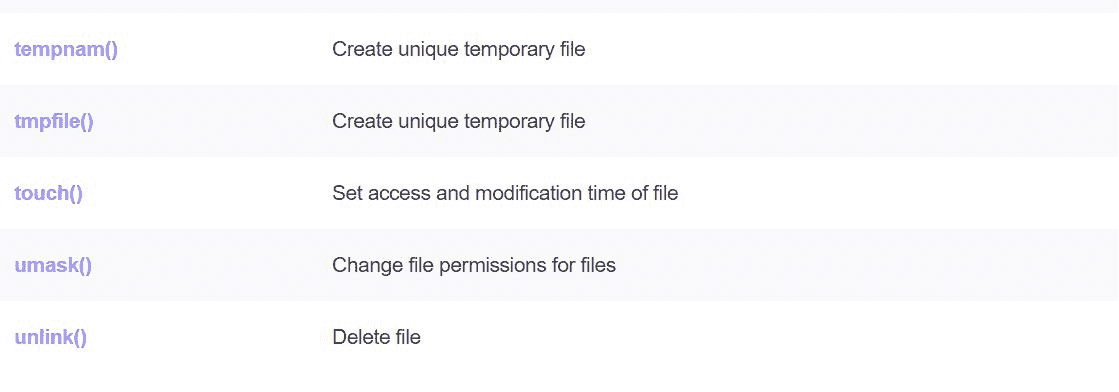 tempnam() Create unique temporary file
tmpfile() Create unique temporary file
touch() Set access and modification time of file
umask() Change file permissions for files
unlink() Delete file